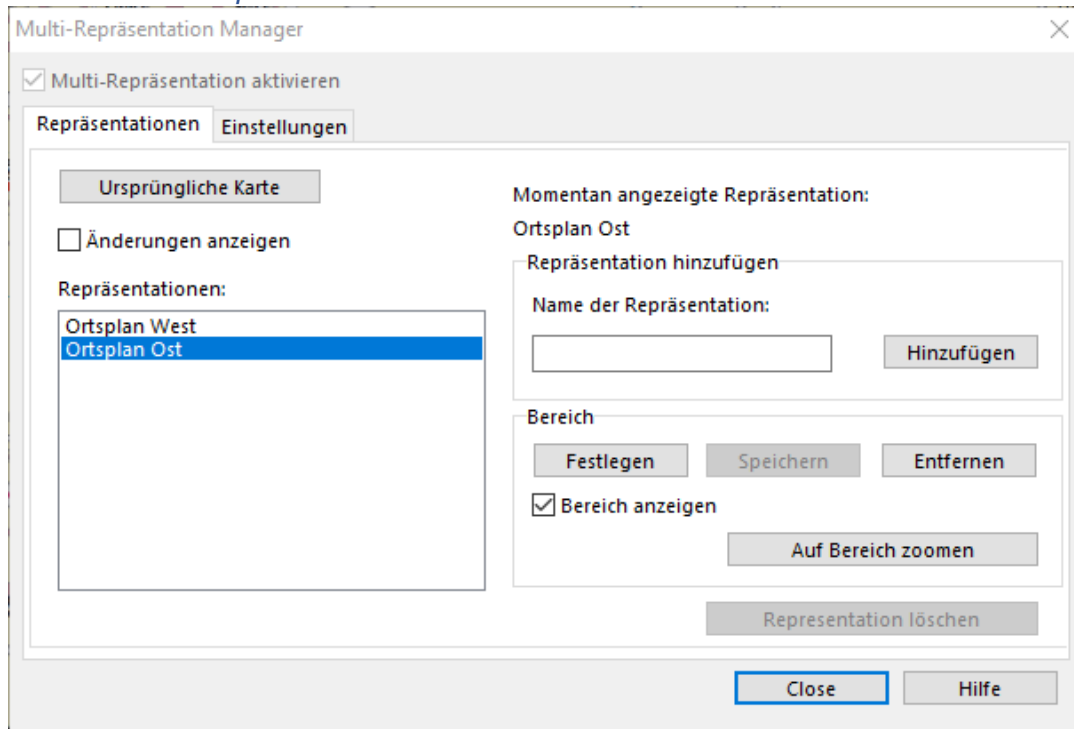 Multi-Repräsentation Manager
Multi-Repräsentation aktivieren
Repräsentationen
Einstellungen
Ursprüngliche Karte
Änderungen anzeigen
Repräsentationen:
Ortsplan West
Ortsplan Ost
Momentan angezeigte Repräsentation:
Ortsplan Ost
Repräsentation hinzufügen
Name der Repräsentation:
Hinzufügen
Bereich
Festlegen
Speichern
Entfernen
Bereich anzeigen
Auf Bereich zoomen
Representation löschen
Close
Hilfe